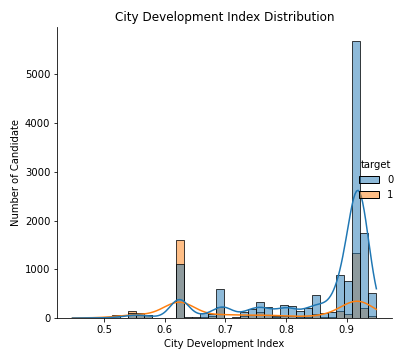 City Development Index Distribution
Number of Candidate
5000
4000
3000
2000
1000
0
target
0
1
0.5 0.6 0.7 0.8 0.9
City Development Index